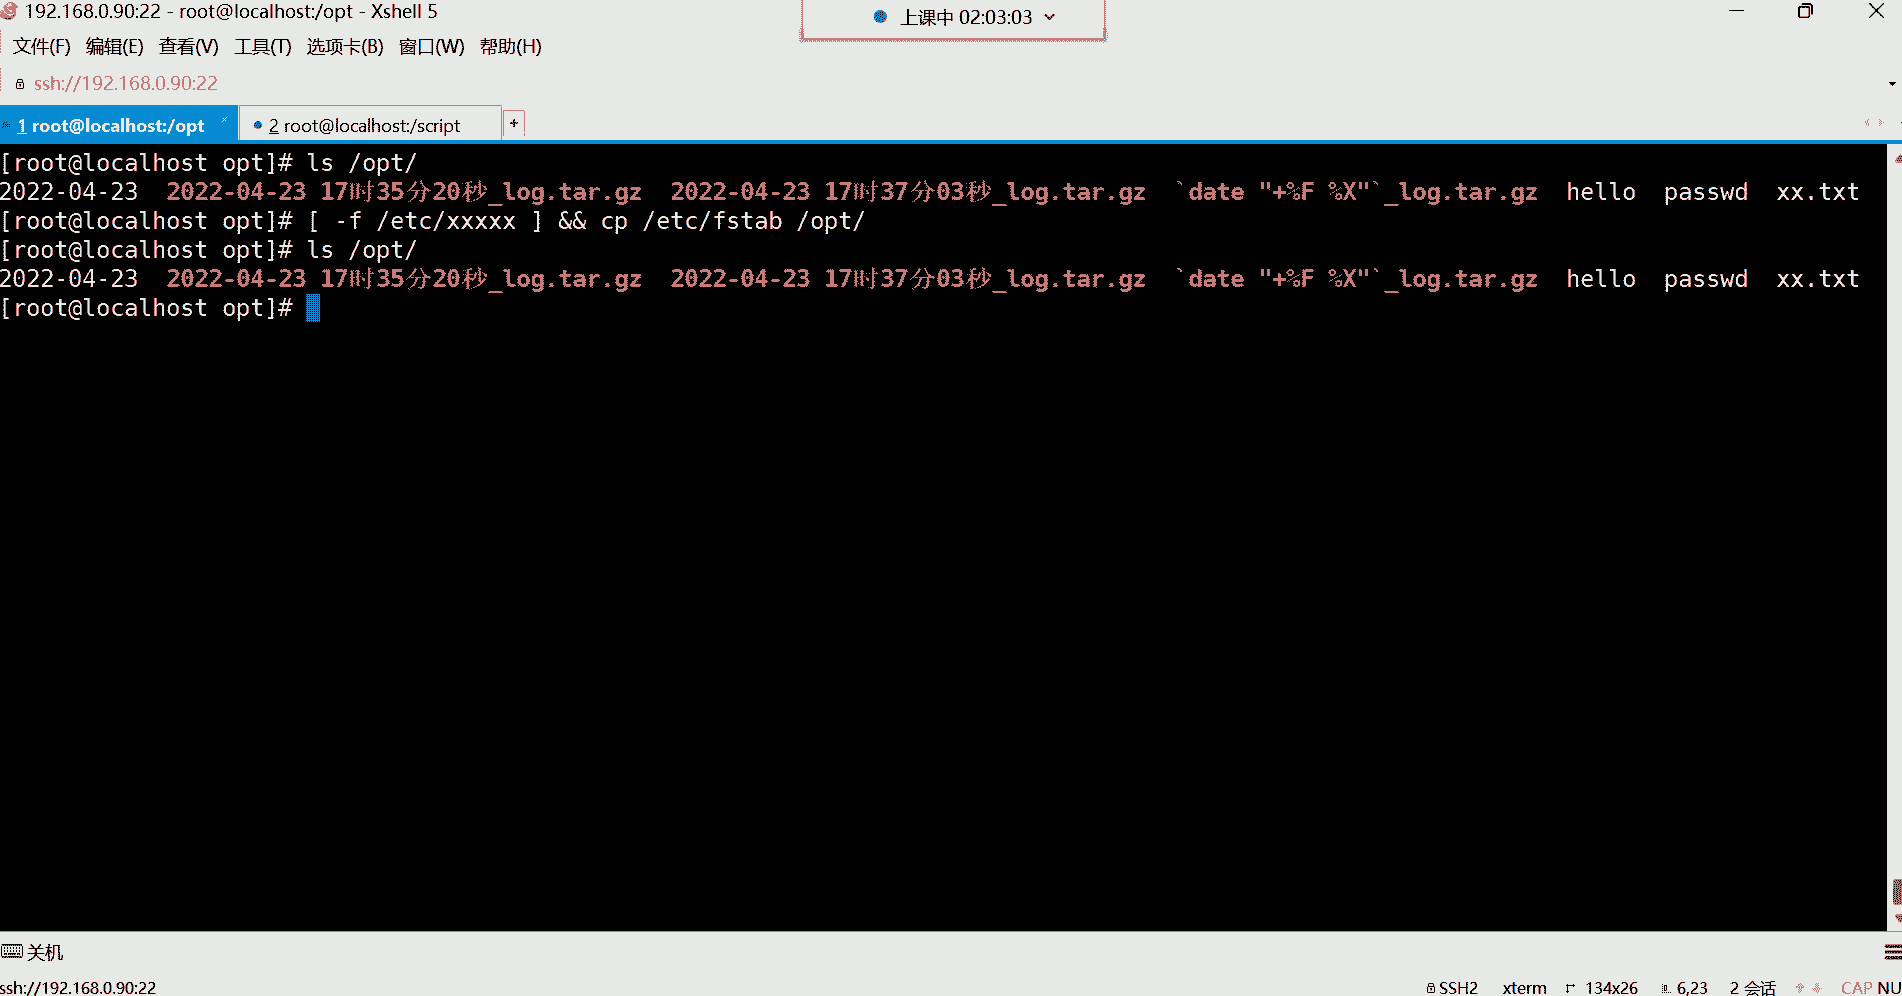 192.168.0.90:22 - root@localhost:/opt - Xshell 5
上课中 02:03:03
文件(F) 编辑(E) 查看(V) 工具(T) 选项卡(B) 窗口(W) 帮助(H)
ssh://192.168.0.90:22
1 root@localhost:/opt
2 root@localhost:/script
+
[root@localhost opt]# ls /opt/
2022-04-23  2022-04-23 17时35分20秒_log.tar.gz  2022-04-23 17时37分03秒_log.tar.gz  `date "+%F %X"`_log.tar.gz  hello  passwd  xx.txt
[root@localhost opt]# [ -f /etc/xxxxx ] && cp /etc/fstab /opt/
[root@localhost opt]# ls /opt/
2022-04-23  2022-04-23 17时35分20秒_log.tar.gz  2022-04-23 17时37分03秒_log.tar.gz  `date "+%F %X"`_log.tar.gz  hello  passwd  xx.txt
[root@localhost opt]#
关机
ssh://192.168.0.90:22
SSH2 xterm 134x26 6,23 2 会话 CAP NU